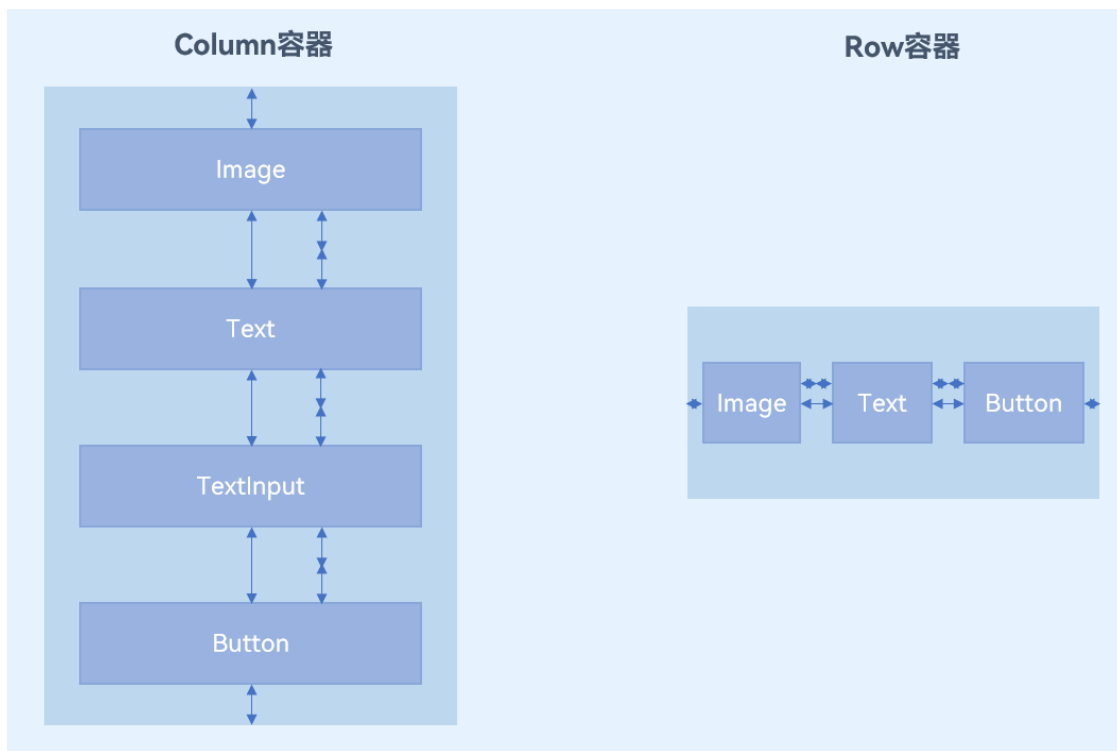 Column容器
Image
Text
TextInput
Button
Row容器
Image
Text
Button